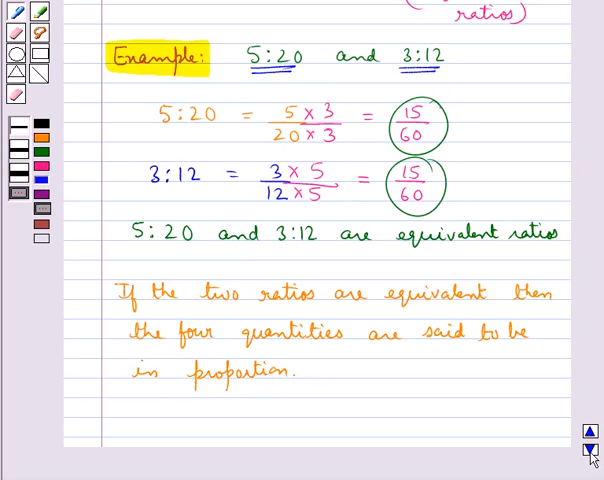 ratios)
Example: 5:20 and 3:12
5:20 = 5 × 3 / 20 × 3 = 15 / 60
3:12 = 3 × 5 / 12 × 5 = 15 / 60
5:20 and 3:12 are equivalent ratios
If the two ratios are equivalent then
the four quantities are said to be
in proportion.